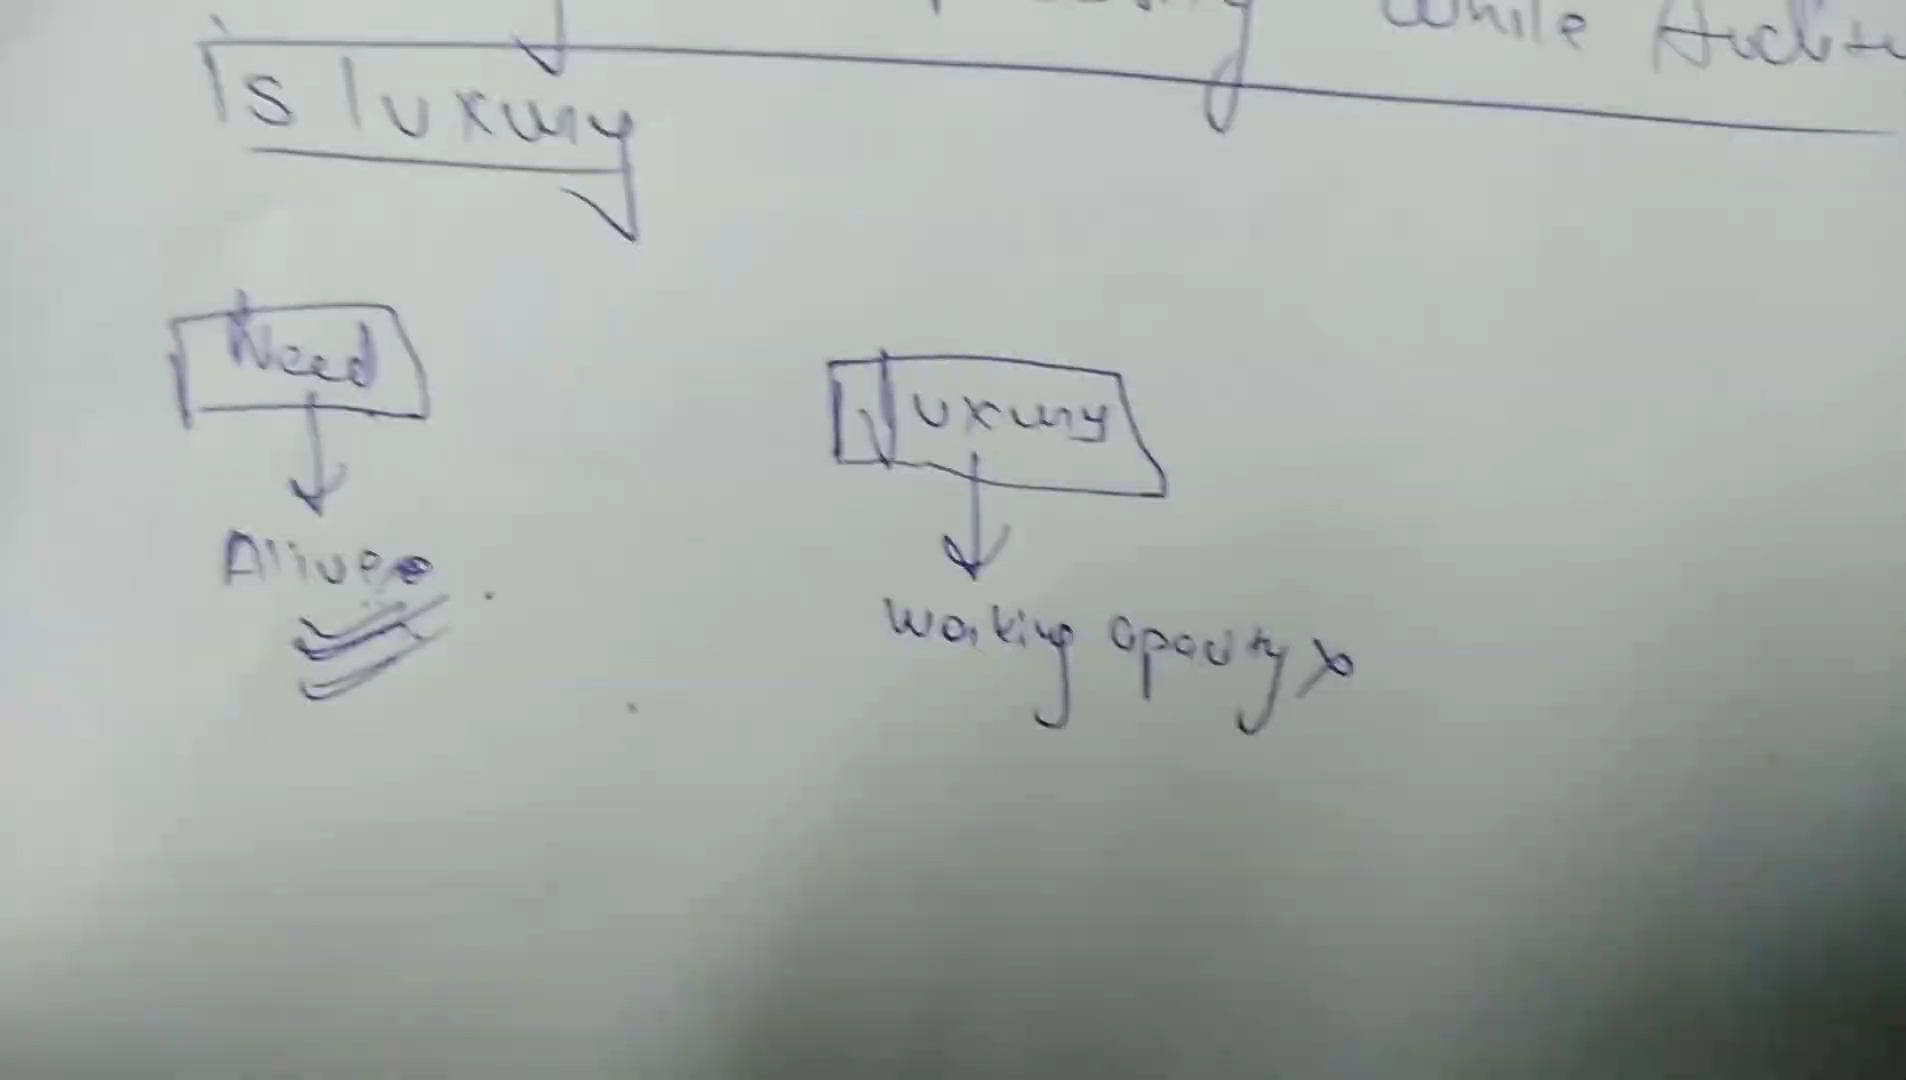 while
is luxury
Need
luxury
Alive
Working capacity